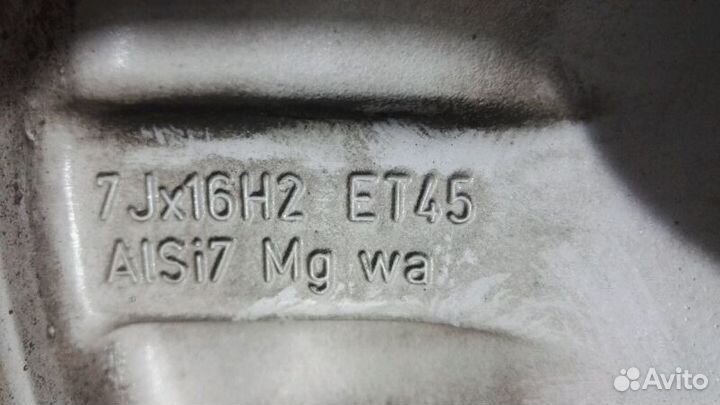 7Jx16H2 ET45
AlSi7 Mg wa
Avito